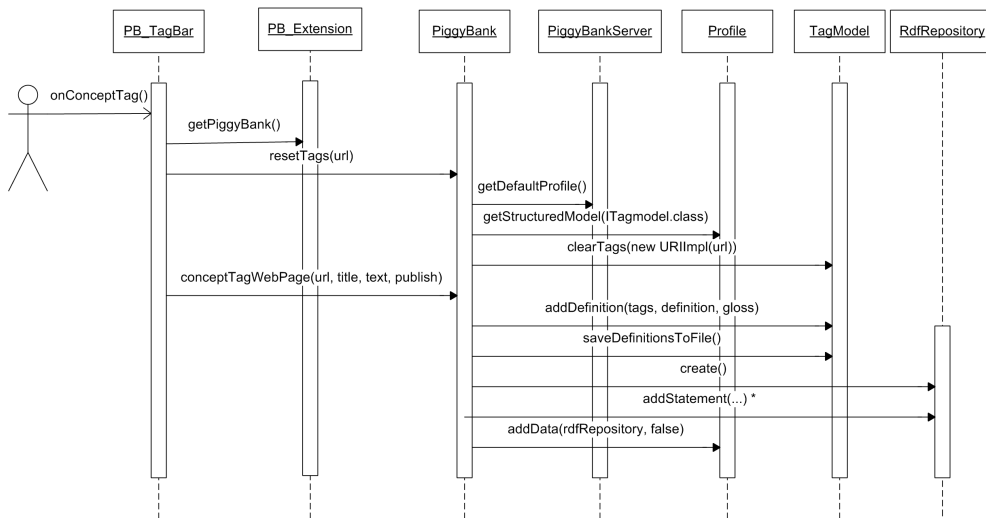 PB_TagBar
PB_Extension
PiggyBank
PiggyBankServer
Profile
TagModel
RdfRepository
onConceptTag()
getPiggyBank()
resetTags(url)
getDefaultProfile()
getStructuredModel(ITagmodel.class)
clearTags(new URIImpl(url))
conceptTagWebPage(url, title, text, publish)
addDefinition(tags, definition, gloss)
saveDefinitionsToFile()
create()
addStatement(...) *
addData(rdfRepository, false)